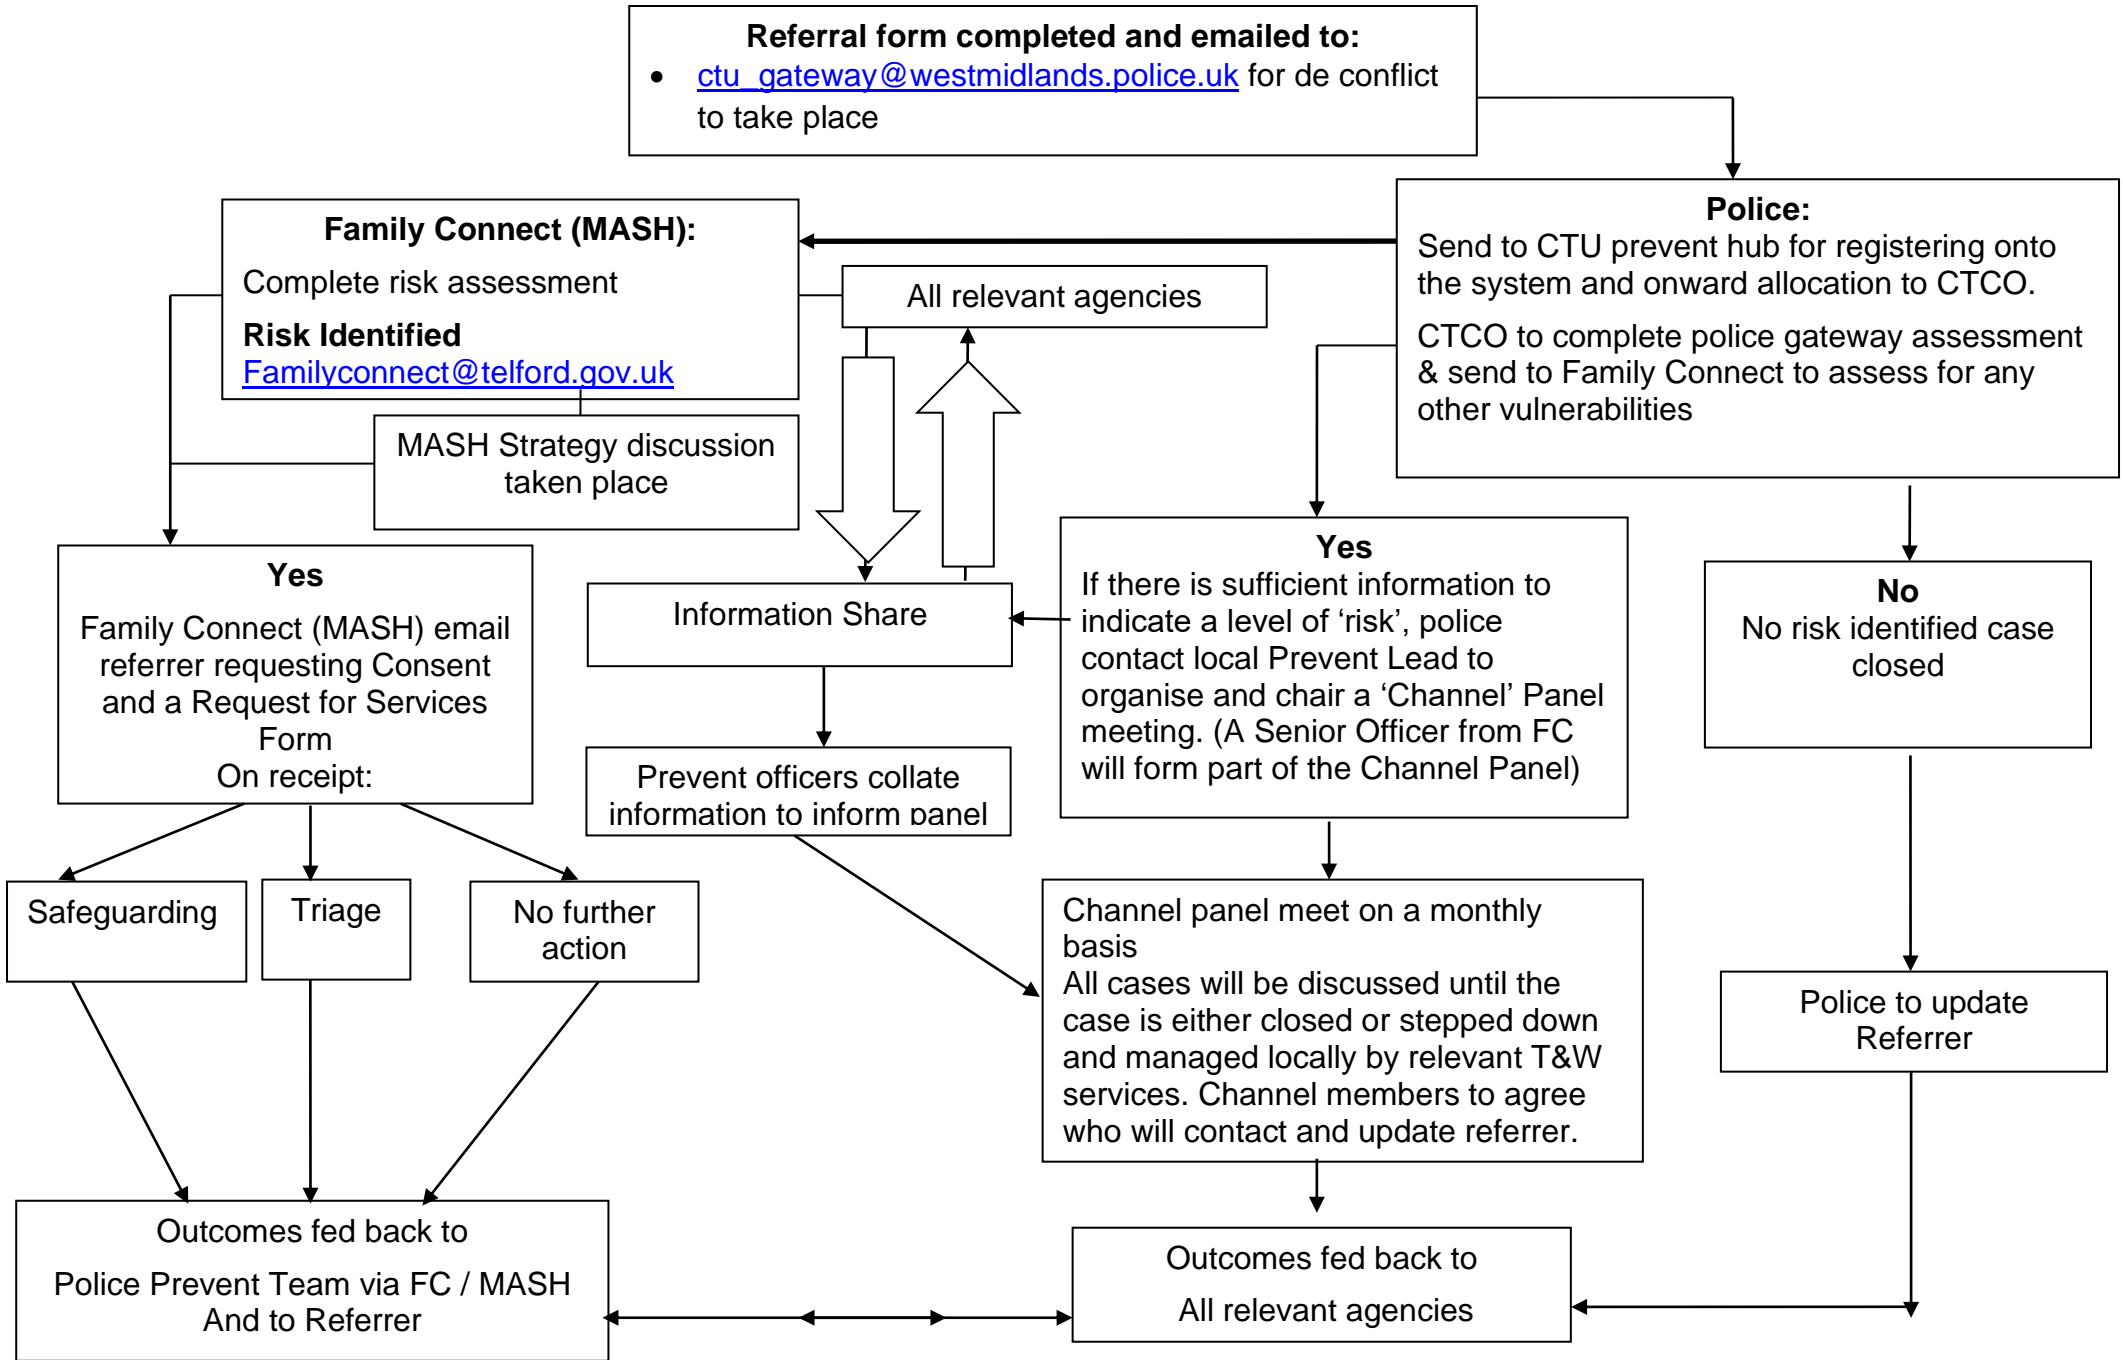 Referral form completed and emailed to:
• ctu_gateway@westmidlands.police.uk for de conflict
to take place
Family Connect (MASH):
Complete risk assessment
Risk Identified
Familyconnect@telford.gov.uk
All relevant agencies
Police:
Send to CTU prevent hub for registering onto
the system and onward allocation to CTCO.
CTCO to complete police gateway assessment
& send to Family Connect to assess for any
other vulnerabilities
MASH Strategy discussion
taken place
Yes
Family Connect (MASH) email
referrer requesting Consent
and a Request for Services
Form
On receipt:
Information Share
Yes
If there is sufficient information to
indicate a level of ‘risk’, police
contact local Prevent Lead to
organise and chair a ‘Channel’ Panel
meeting. (A Senior Officer from FC
will form part of the Channel Panel)
No
No risk identified case
closed
Prevent officers collate
information to inform panel
Safeguarding
Triage
No further
action
Channel panel meet on a monthly
basis
All cases will be discussed until the
case is either closed or stepped down
and managed locally by relevant T&W
services. Channel members to agree
who will contact and update referrer.
Police to update
Referrer
Outcomes fed back to
Police Prevent Team via FC / MASH
And to Referrer
Outcomes fed back to
All relevant agencies